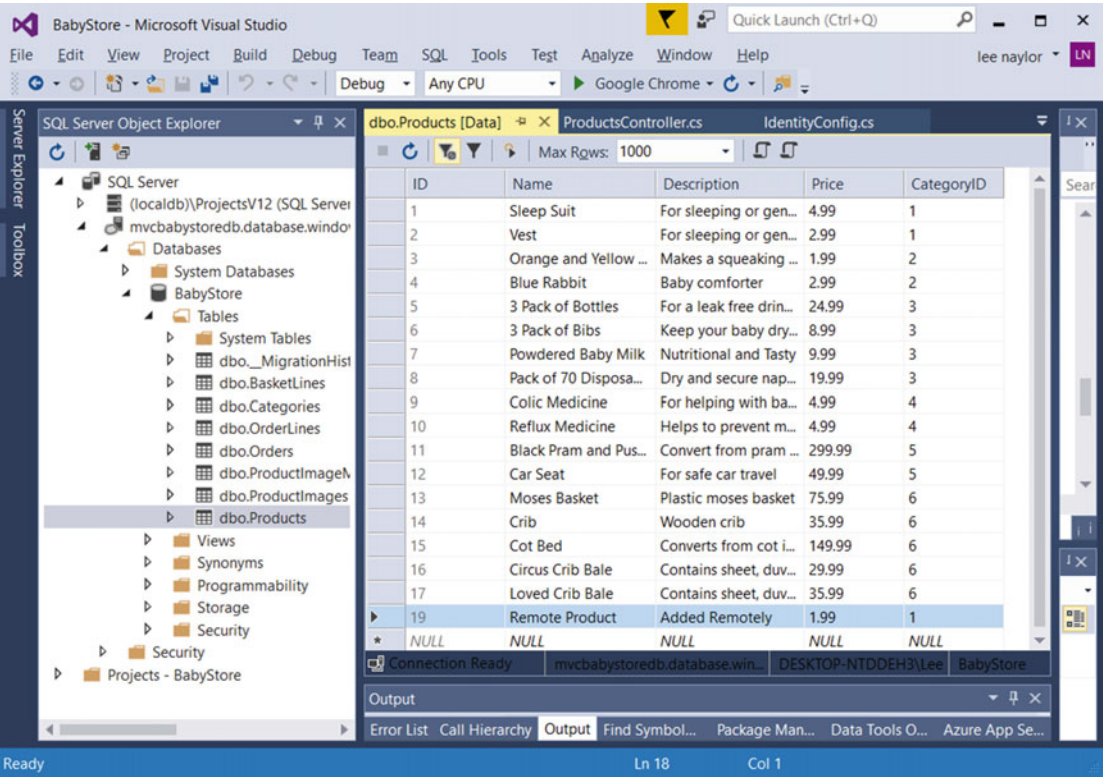 BabyStore - Microsoft Visual Studio
Quick Launch (Ctrl+Q)
File Edit View Project Build Debug Team SQL Tools Test Analyze Window Help
lee naylor LN
Debug Any CPU Google Chrome
Server Explorer
Toolbox
SQL Server Object Explorer
SQL Server
(localdb)\ProjectsV12 (SQL Server
mvcbabystoredb.database.window
Databases
System Databases
BabyStore
Tables
System Tables
dbo.__MigrationHist
dbo.BasketLines
dbo.Categories
dbo.OrderLines
dbo.Orders
dbo.ProductImageM
dbo.ProductImages
dbo.Products
Views
Synonyms
Programmability
Storage
Security
Security
Projects - BabyStore
dbo.Products [Data] ProductsController.cs IdentityConfig.cs
Max Rows: 1000
ID Name Description Price CategoryID
1 Sleep Suit For sleeping or gen... 4.99 1
2 Vest For sleeping or gen... 2.99 1
3 Orange and Yellow ... Makes a squeaking ... 1.99 2
4 Blue Rabbit Baby comforter 2.99 2
5 3 Pack of Bottles For a leak free drin... 24.99 3
6 3 Pack of Bibs Keep your baby dry... 8.99 3
7 Powdered Baby Milk Nutritional and Tasty 9.99 3
8 Pack of 70 Disposa... Dry and secure nap... 19.99 3
9 Colic Medicine For helping with ba... 4.99 4
10 Reflux Medicine Helps to prevent m... 4.99 4
11 Black Pram and Pus... Convert from pram ... 299.99 5
12 Car Seat For safe car travel 49.99 5
13 Moses Basket Plastic moses basket 75.99 6
14 Crib Wooden crib 35.99 6
15 Cot Bed Converts from cot i... 149.99 6
16 Circus Crib Bale Contains sheet, duv... 29.99 6
17 Loved Crib Bale Contains sheet, duv... 35.99 6
19 Remote Product Added Remotely 1.99 1
NULL NULL NULL NULL NULL
Connection Ready mvcbabystoredb.database.win... DESKTOP-NTDDEH3\Lee BabyStore
Sear
Output
Error List Call Hierarchy Output Find Symbol... Package Man... Data Tools O... Azure App Se...
Ready Ln 18 Col 1